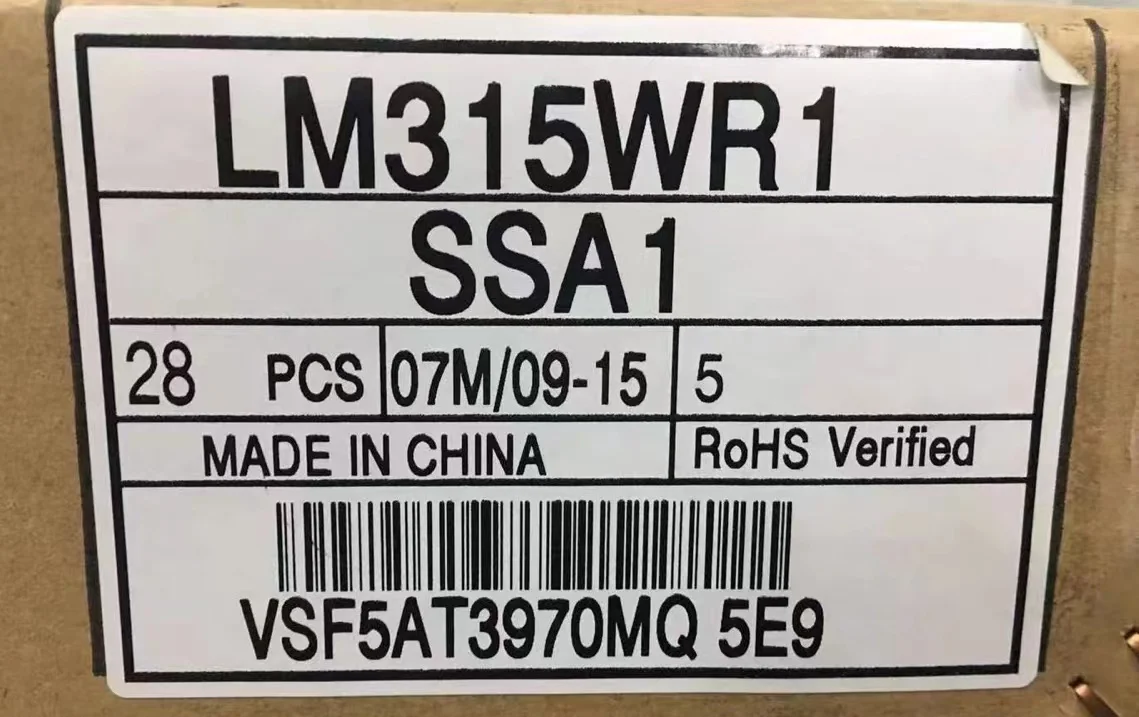 LM315WR1
SSA1
28 PCS 07M/09-15 5
MADE IN CHINA RoHS Verified
VSF5AT3970MQ 5E9